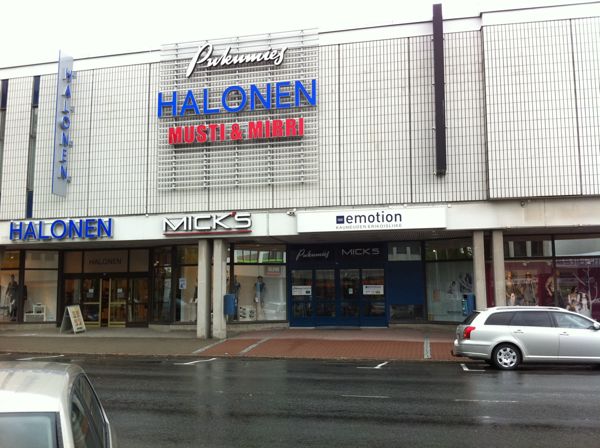 Pukumies
HALONEN
MUSTI & MIRRI
HALONEN
HALONEN
MICK'S
emotion
KAUNEUDEN ERIKOISLIIKE
HALONEN
Pukumies
MICK'S